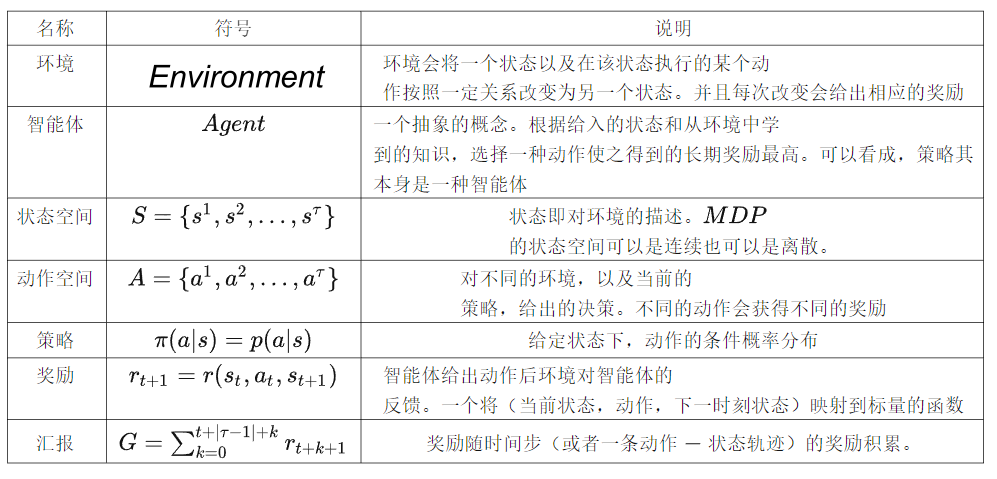 名称 符号 说明
环境 Environment 环境会将一个状态以及在该状态执行的某个动
作按照一定关系改变为另一个状态。并且每次改变会给出相应的奖励
智能体 Agent 一个抽象的概念。根据给入的状态和从环境中学
到的知识，选择一种动作使之得到的长期奖励最高。可以看成，策略其
本身是一种智能体
状态空间 S = {s^1, s^2, . . . , s^τ} 状态即对环境的描述。MDP
的状态空间可以是连续也可以是离散。
动作空间 A = {a^1, a^2, . . . , a^τ} 对不同的环境，以及当前的
策略，给出的决策。不同的动作会获得不同的奖励
策略 π(a|s) = p(a|s) 给定状态下，动作的条件概率分布
奖励 r_{t+1} = r(s_t, a_t, s_{t+1}) 智能体给出动作后环境对智能体的
反馈。一个将（当前状态，动作，下一时刻状态）映射到标量的函数
汇报 G = ∑_{k=0}^{t+|τ−1|+k} r_{t+k+1} 奖励随时间步（或者一条动作 − 状态轨迹）的奖励积累。